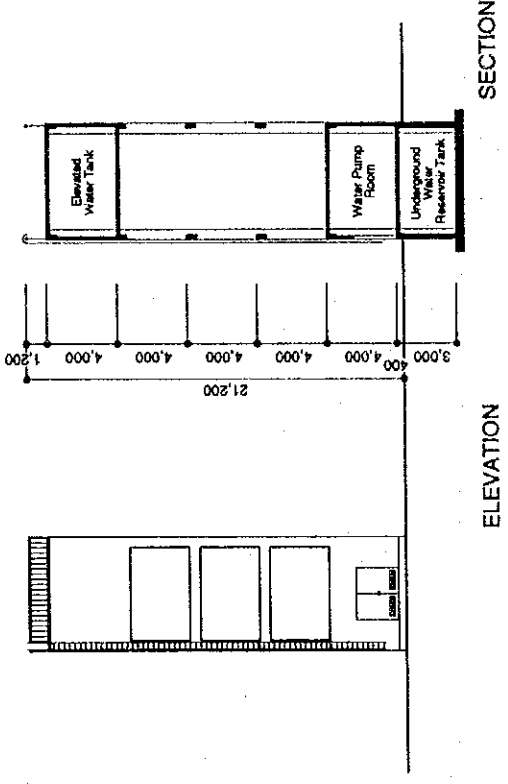 Elevated
Water Tank
Water Pump
Room
Underground
Water
Reservoir Tank
SECTION
1,200
4,000
4,000
4,000
4,000
4,000
400
3,000
21,200
ELEVATION